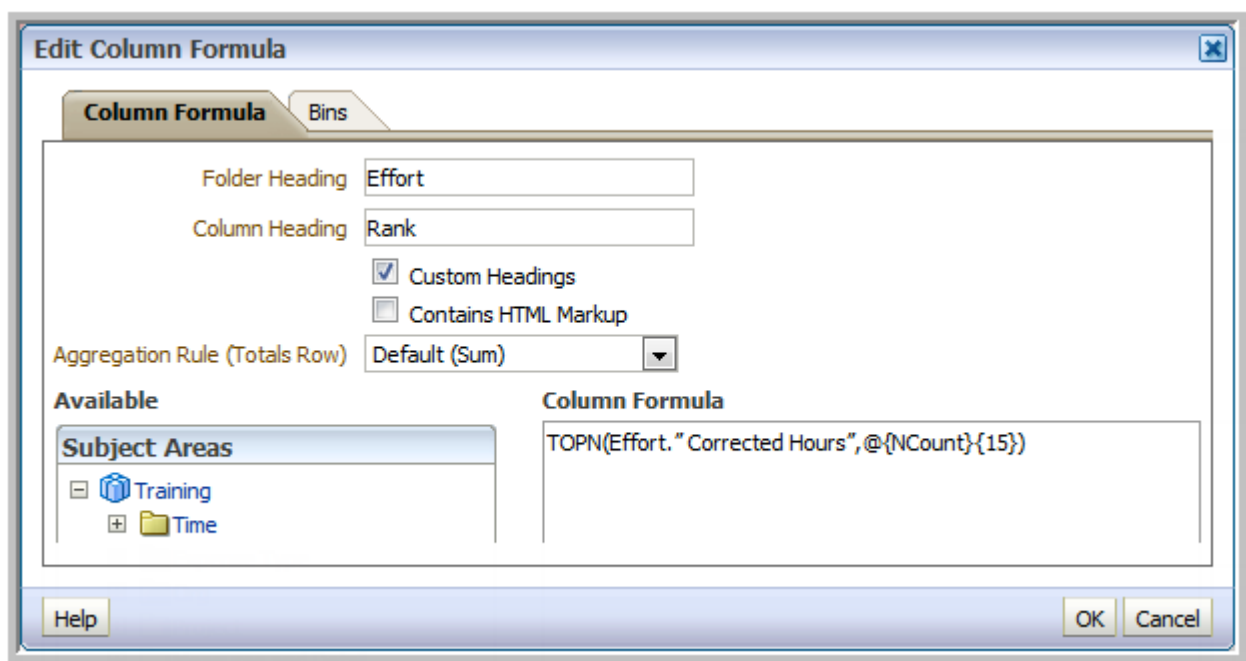 Edit Column Formula
Column Formula
Bins
Folder Heading Effort
Column Heading Rank
Custom Headings
Contains HTML Markup
Aggregation Rule (Totals Row) Default (Sum)
Available
Column Formula
Subject Areas
TOPN(Effort.” Corrected Hours”,@{NCount}{15})
Training
Time
Help
OK
Cancel